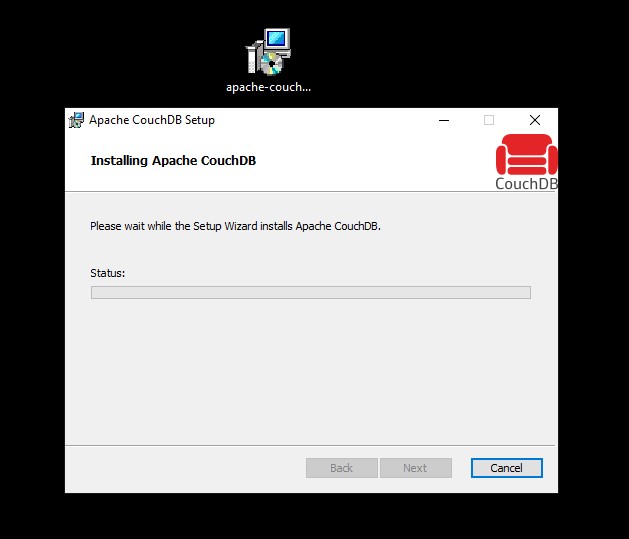 apache-couch...
Apache CouchDB Setup
Installing Apache CouchDB
CouchDB
Please wait while the Setup Wizard installs Apache CouchDB.
Status:
Back
Next
Cancel